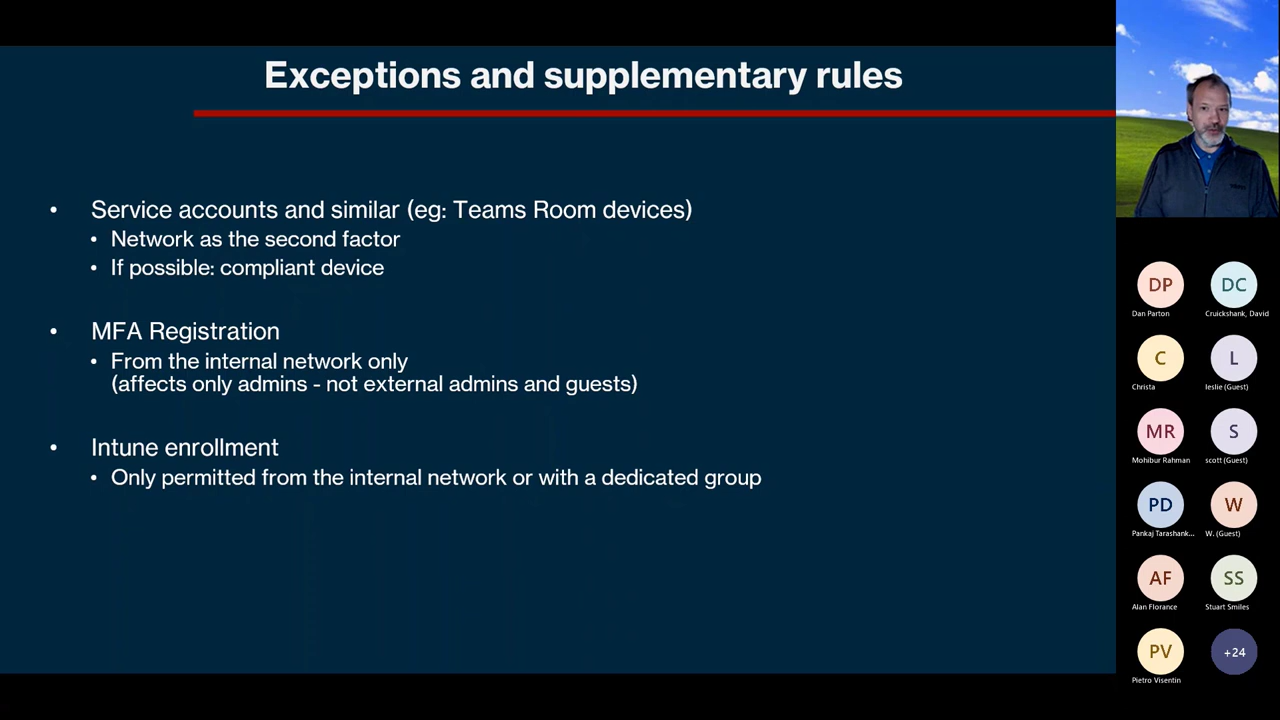 Exceptions and supplementary rules
• Service accounts and similar (eg: Teams Room devices)
• Network as the second factor
• If possible: compliant device
• MFA Registration
• From the internal network only
(affects only admins - not external admins and guests)
• Intune enrollment
• Only permitted from the internal network or with a dedicated group
DP
DC
Dan Parton
Cruickshank, David
C
L
Christa
leslie (Guest)
MR
S
Mohibur Rahman
scott (Guest)
PD
W
Pankaj Tarashank...
W. (Guest)
AF
SS
Alan Florance
Stuart Smiles
PV
+24
Pietro Visentin